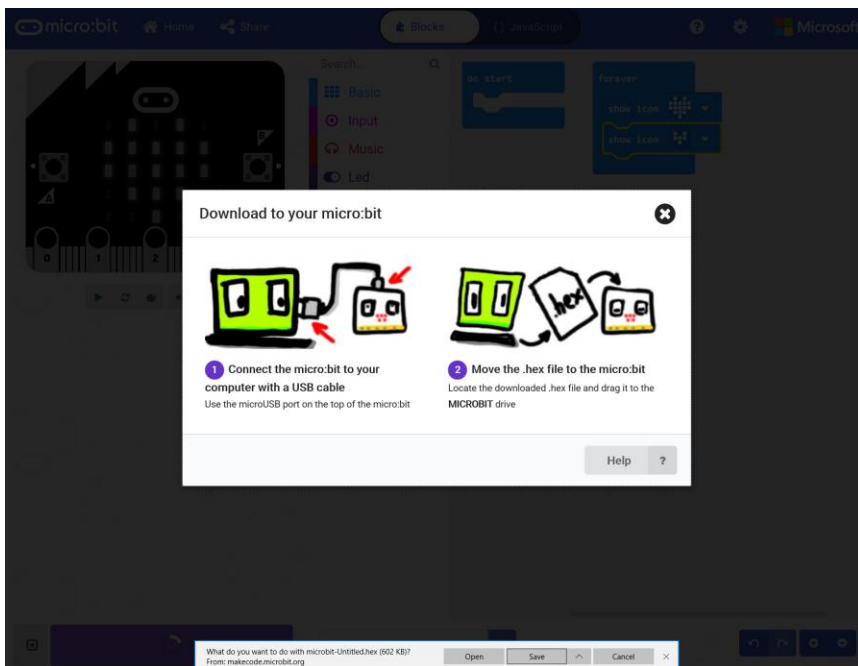 micro:bit Home Share Blocks {} JavaScript ? Microsoft
Search...
Basic
Input
Music
Led
on start
forever
show icon
show icon
B
A
0 1 2
Download to your micro:bit
.hex
1 Connect the micro:bit to your
computer with a USB cable
Use the microUSB port on the top of the micro:bit
2 Move the .hex file to the micro:bit
Locate the downloaded .hex file and drag it to the
MICROBIT drive
Help ?
What do you want to do with microbit-Untitled.hex (602 KB)?
From: makecode.microbit.org
Open Save Cancel